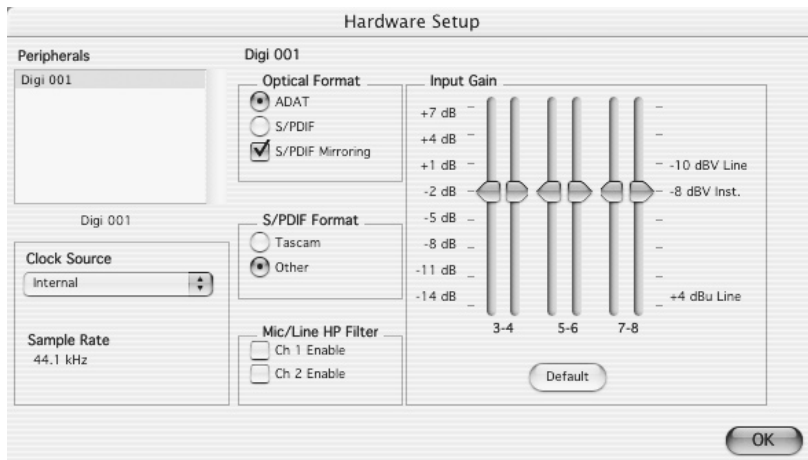 Hardware Setup
Peripherals
Digi 001
Digi 001
Clock Source
Internal
Sample Rate
44.1 kHz
Digi 001
Optical Format
ADAT
S/PDIF
S/PDIF Mirroring
S/PDIF Format
Tascam
Other
Mic/Line HP Filter
Ch 1 Enable
Ch 2 Enable
Input Gain
+7 dB
+4 dB
+1 dB
-2 dB
-5 dB
-8 dB
-11 dB
-14 dB
-10 dBV Line
-8 dBV Inst.
+4 dBu Line
3-4 5-6 7-8
Default
OK